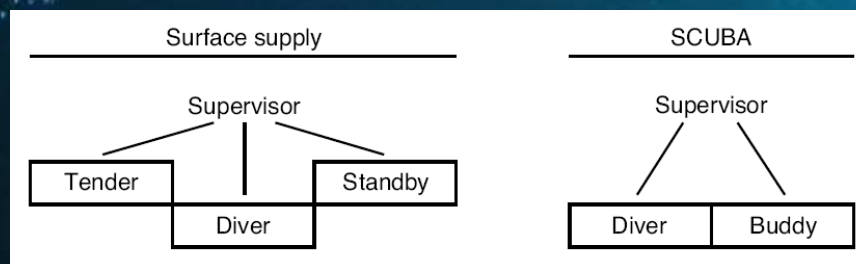 Surface supply
Supervisor
Tender
Standby
Diver
SCUBA
Supervisor
Diver
Buddy